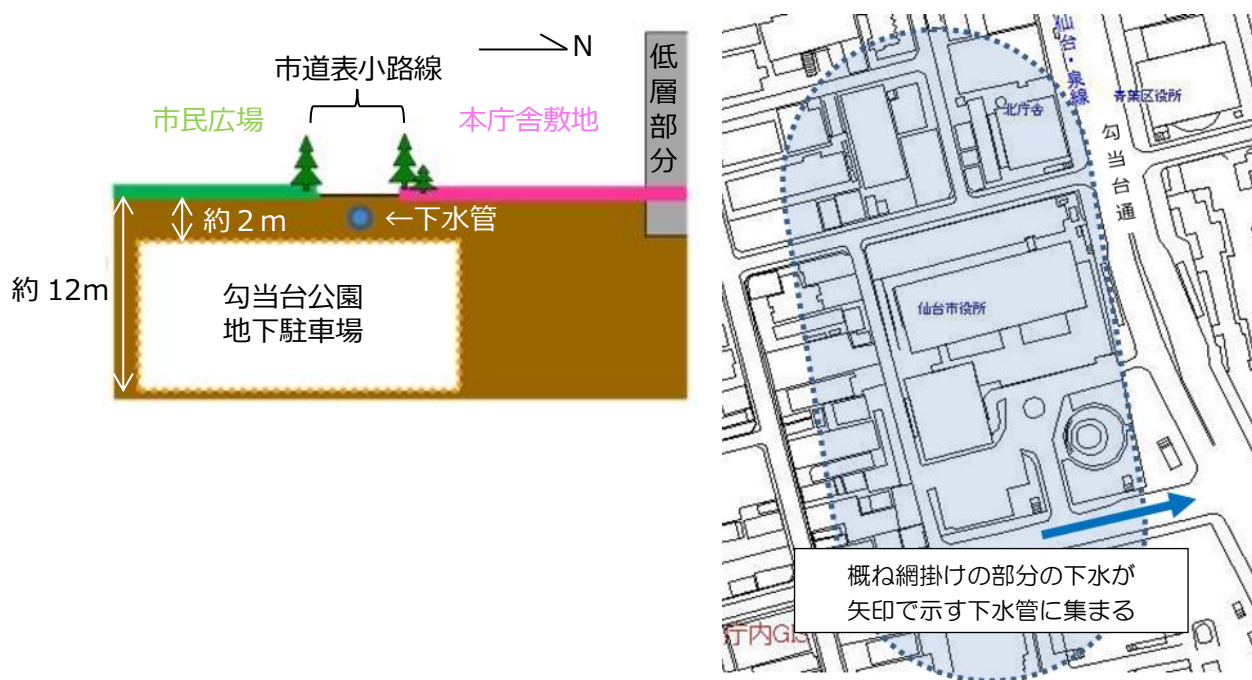 N
市道表小路線
市民広場
本庁舎敷地
低層部分
約２ｍ
←下水管
約 12m
勾当台公園
地下駐車場
仙台・泉線
青葉区役所
北庁舎
勾当台通
仙台市役所
概ね網掛けの部分の下水が
矢印で示す下水管に集まる
庁内GIS